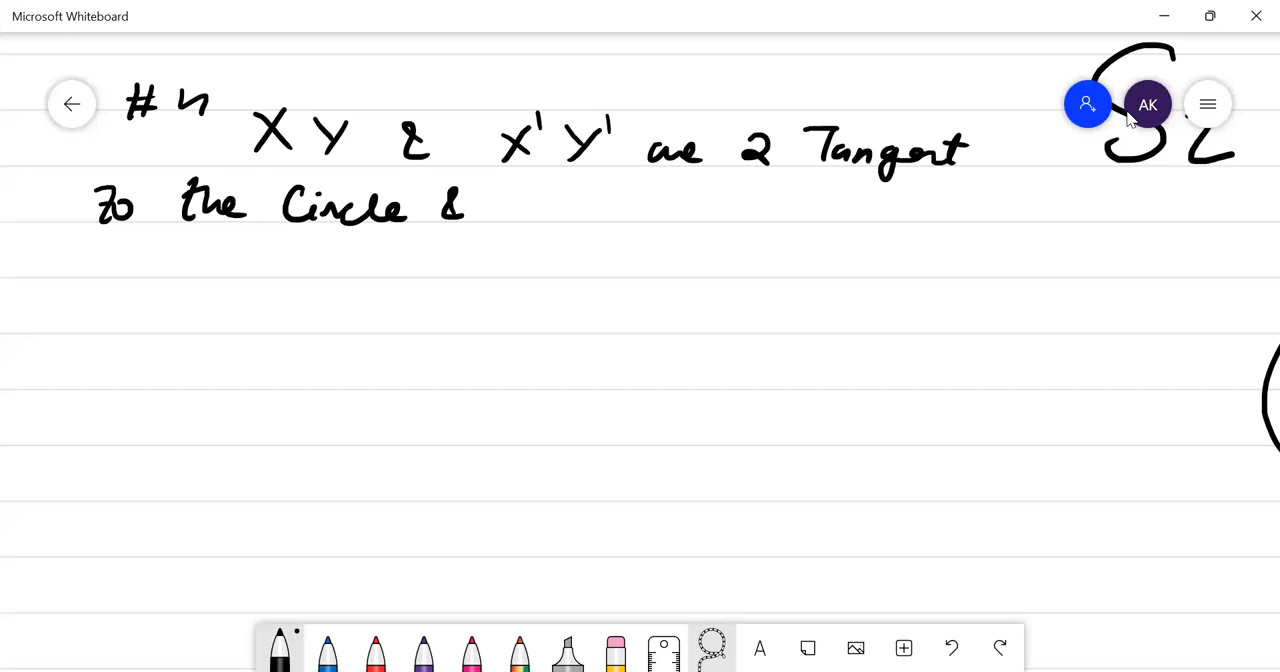 Microsoft Whiteboard
AK
# 4
XY & X'Y' are 2 Tangent
to the Circle &
A